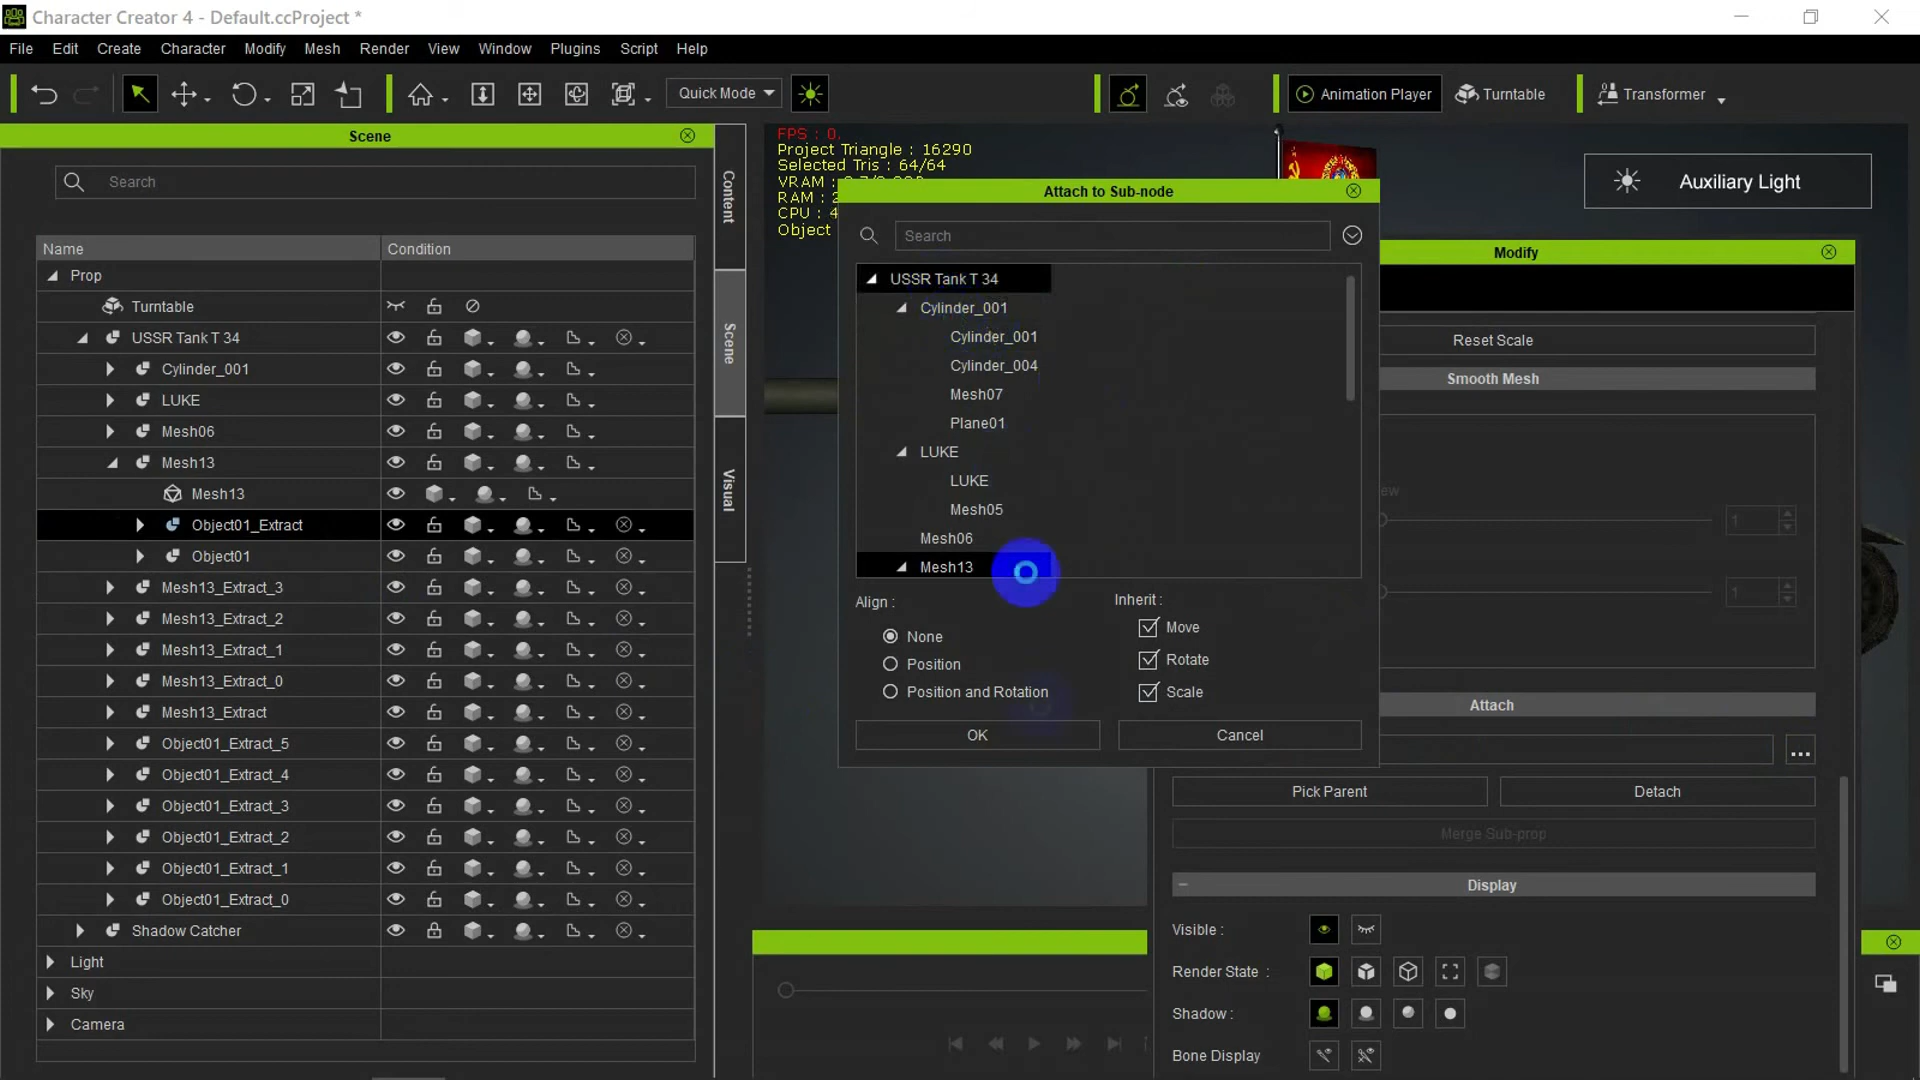 Character Creator 4 - Default.ccProject *
File Edit Create Character Modify Mesh Render View Window Plugins Script Help
Quick Mode
Animation Player
Turntable
Transformer
Scene
Search
Name Condition
Prop
Turntable
USSR Tank T 34
Cylinder_001
LUKE
Mesh06
Mesh13
Mesh13
Object01_Extract
Object01
Mesh13_Extract_3
Mesh13_Extract_2
Mesh13_Extract_1
Mesh13_Extract_0
Mesh13_Extract
Object01_Extract_5
Object01_Extract_4
Object01_Extract_3
Object01_Extract_2
Object01_Extract_1
Object01_Extract_0
Shadow Catcher
Light
Sky
Camera
Content
Scene
Visual
FPS : 0.
Project Triangle : 16290
Selected Tris : 64/64
VRAM :
RAM : 2
CPU : 4
Object
Auxiliary Light
Attach to Sub-node
Search
USSR Tank T 34
Cylinder_001
Cylinder_001
Cylinder_004
Mesh07
Plane01
LUKE
LUKE
Mesh05
Mesh06
Mesh13
Align :
None
Position
Position and Rotation
Inherit :
Move
Rotate
Scale
OK
Cancel
Modify
Reset Scale
Smooth Mesh
1
1
Attach
...
Pick Parent
Detach
Merge Sub-prop
Display
Visible :
Render State :
Shadow :
Bone Display